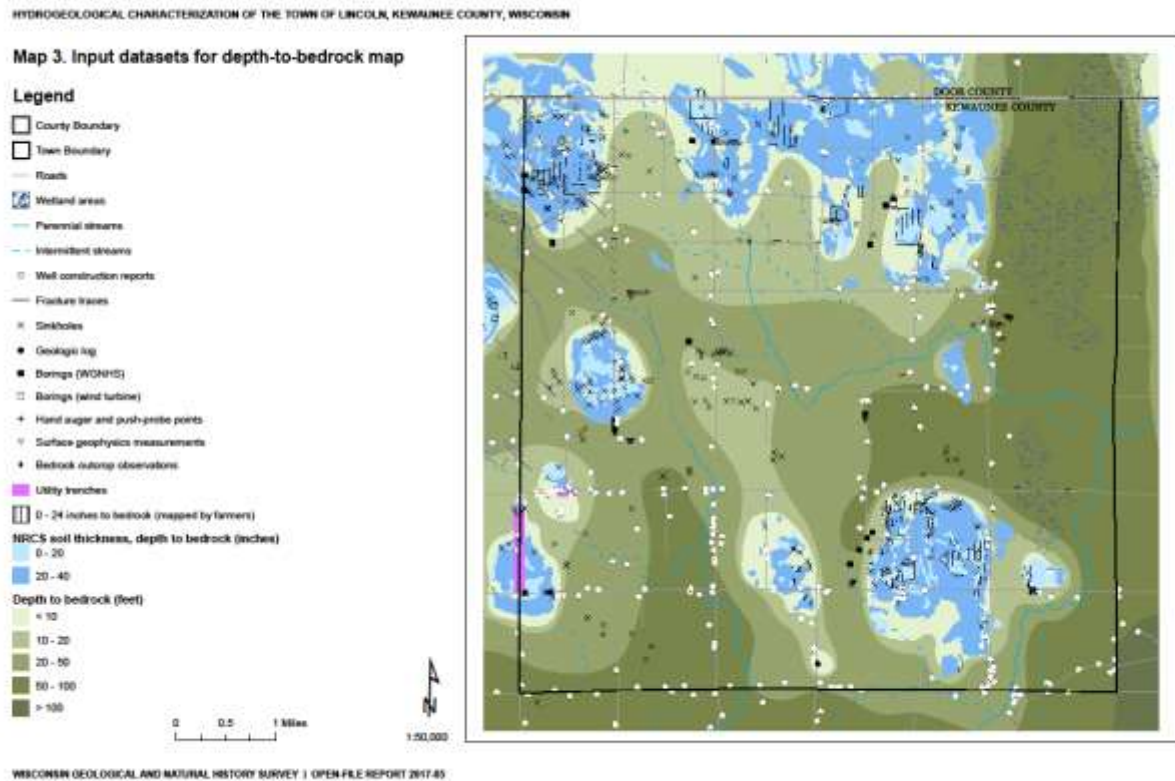 HYDROGEOLOGICAL CHARACTERIZATION OF THE TOWN OF LINCOLN, KEWAUNEE COUNTY, WISCONSIN
Map 3. Input datasets for depth-to-bedrock map
Legend
County Boundary
Town Boundary
Roads
Wetland areas
Perennial streams
Intermittent streams
Well construction reports
Fracture traces
Sinkholes
Geologic log
Borings (WGNHS)
Borings (wind turbine)
Hand auger and push-probe points
Surface geophysics measurements
Bedrock outcrop observations
Utility trenches
0 - 24 inches to bedrock (mapped by farmers)
NRCS soil thickness, depth to bedrock (inches)
0 - 20
20 - 40
Depth to bedrock (feet)
< 10
10 - 20
20 - 50
50 - 100
> 100
0 0.5 1 Miles
N
1:50,000
DOOR COUNTY
KEWAUNEE COUNTY
WISCONSIN GEOLOGICAL AND NATURAL HISTORY SURVEY | OPEN-FILE REPORT 2017-05